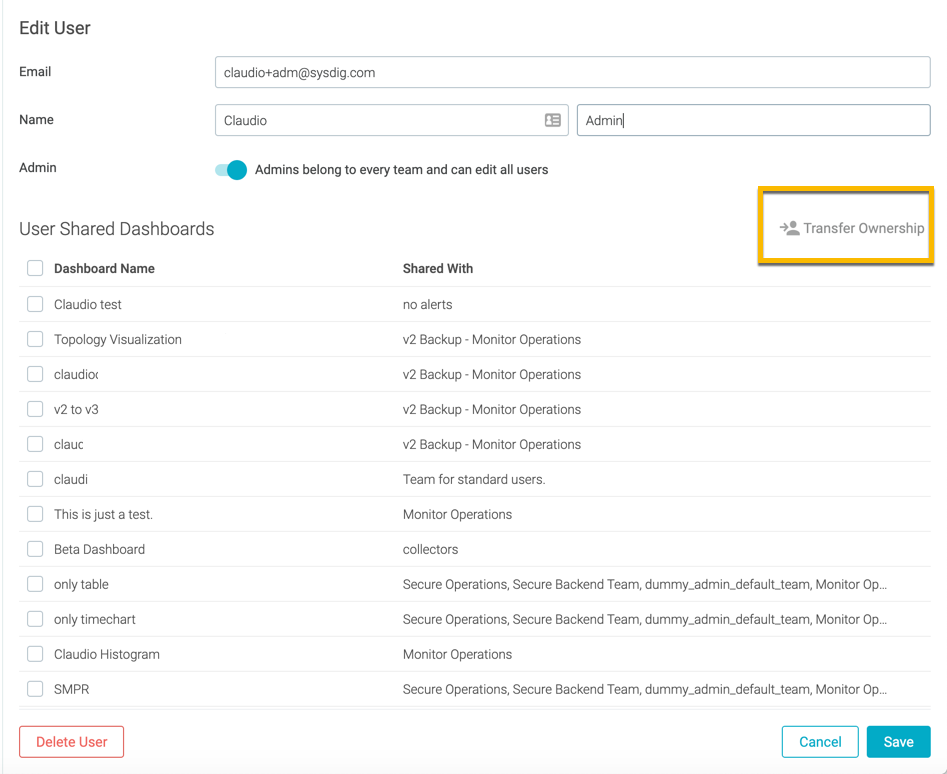 Edit User
Email claudio+adm@sysdig.com
Name Claudio Admin
Admin Admins belong to every team and can edit all users
User Shared Dashboards Transfer Ownership
Dashboard Name Shared With
Claudio test no alerts
Topology Visualization v2 Backup - Monitor Operations
claudio v2 Backup - Monitor Operations
v2 to v3 v2 Backup - Monitor Operations
clauc v2 Backup - Monitor Operations
claudi Team for standard users.
This is just a test. Monitor Operations
Beta Dashboard collectors
only table Secure Operations, Secure Backend Team, dummy_admin_default_team, Monitor Op...
only timechart Secure Operations, Secure Backend Team, dummy_admin_default_team, Monitor Op...
Claudio Histogram Monitor Operations
SMPR Secure Operations, Secure Backend Team, dummy_admin_default_team, Monitor Op...
Delete User Cancel Save